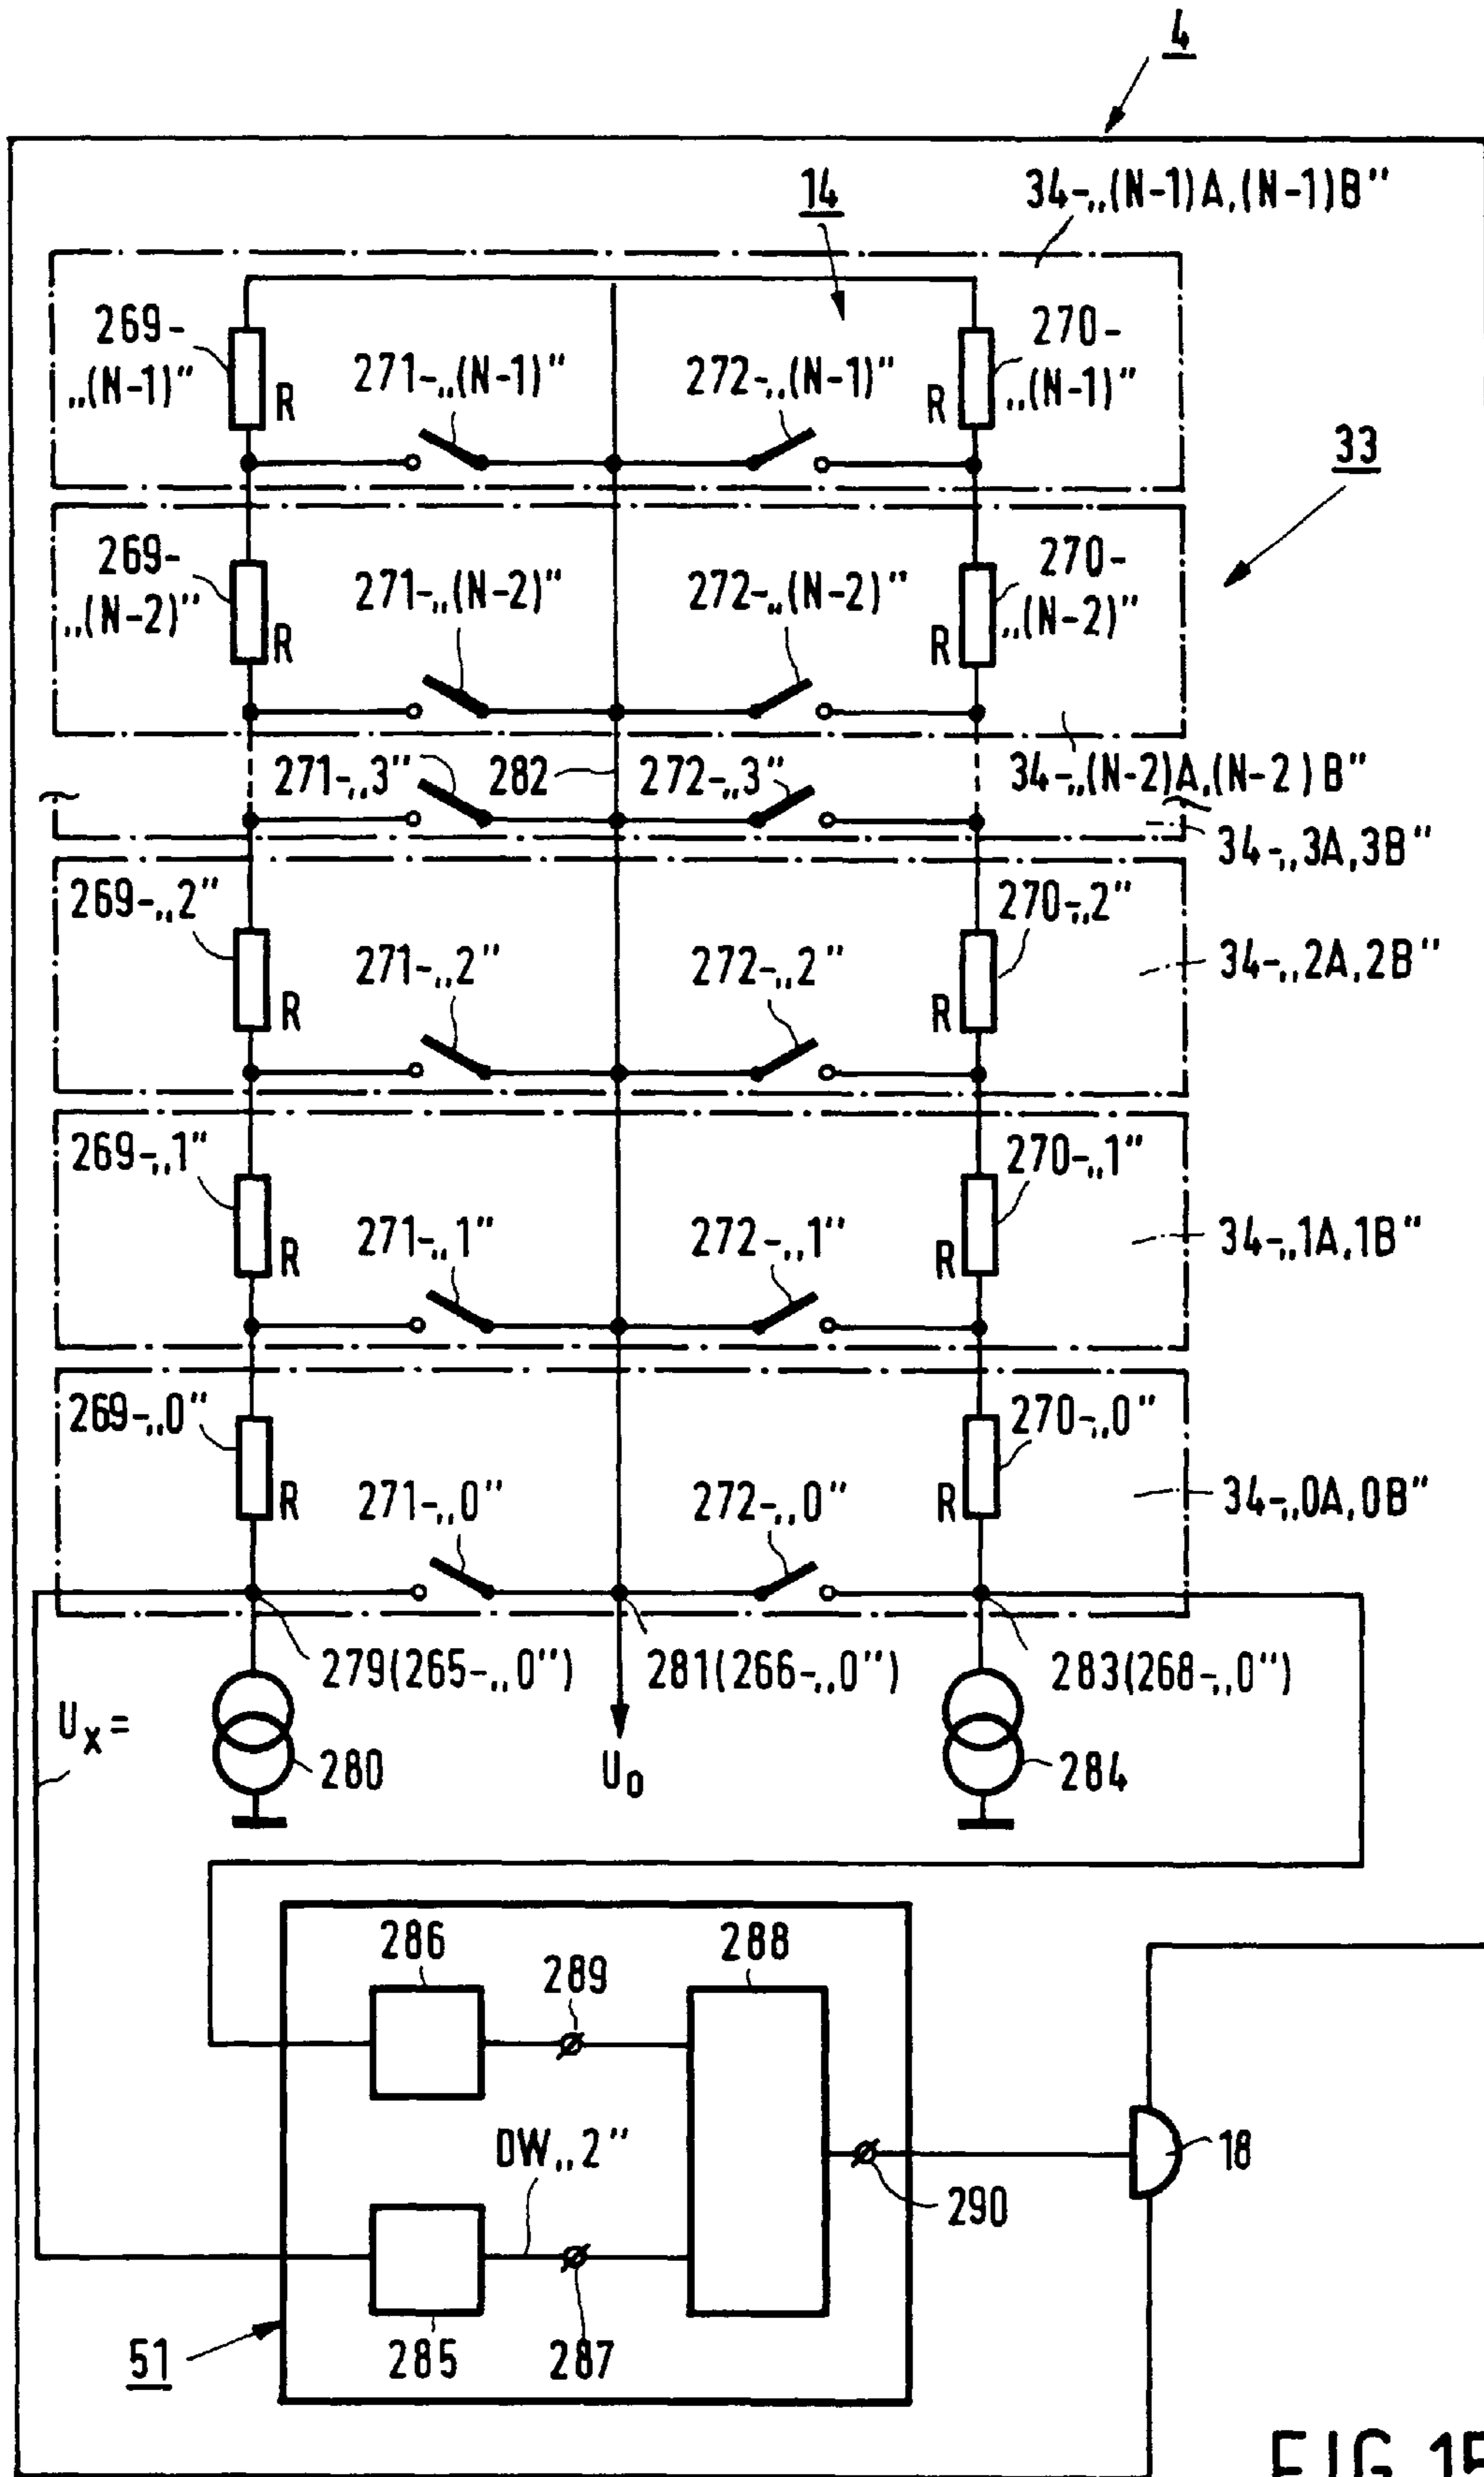 4
34-„(N-1)A,(N-1)B"
14
269-
„(N-1)"
R
271-„(N-1)"
272-„(N-1)"
270-
„(N-1)"
R
33
269-
„(N-2)"
R
271-„(N-2)"
272-„(N-2)"
270-
„(N-2)"
R
271-„3"
282
272-„3"
34-„(N-2)A,(N-2)B"
34-„3A,3B"
269-„2"
R
271-„2"
272-„2"
270-„2"
R
34-„2A,2B"
269-„1"
R
271-„1"
272-„1"
270-„1"
R
34-„1A,1B"
269-„0"
R
271-„0"
272-„0"
270-„0"
R
34-„0A,0B"
279(265-„0")
281(266-„0")
283(268-„0")
Ux=
280
U0
284
286
289
288
DW„2"
18
290
51
285
287